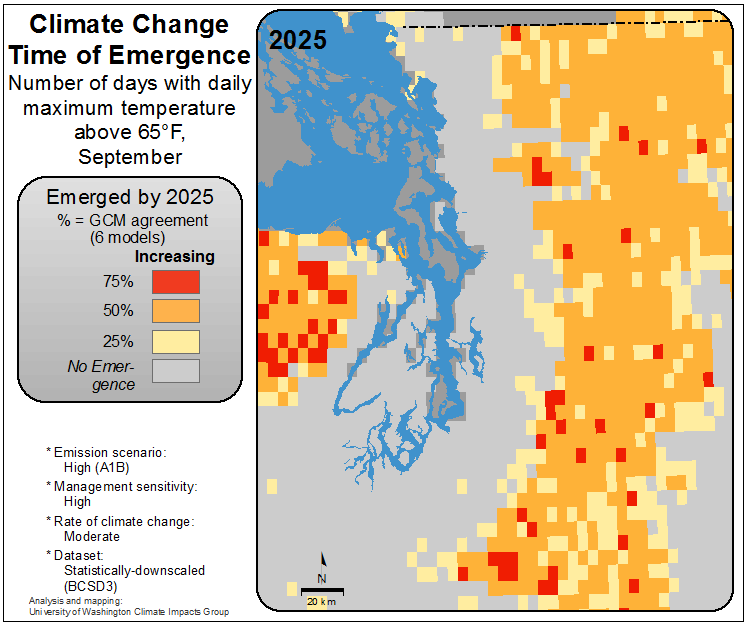 Climate Change
Time of Emergence
Number of days with daily
maximum temperature
above 65°F,
September
Emerged by 2025
% = GCM agreement
(6 models)
Increasing
75%
50%
25%
No Emer-
gence
* Emission scenario:
High (A1B)
* Management sensitivity:
High
* Rate of climate change:
Moderate
* Dataset:
Statistically-downscaled
(BCSD3)
Analysis and mapping:
University of Washington Climate Impacts Group
2025
N
20 km